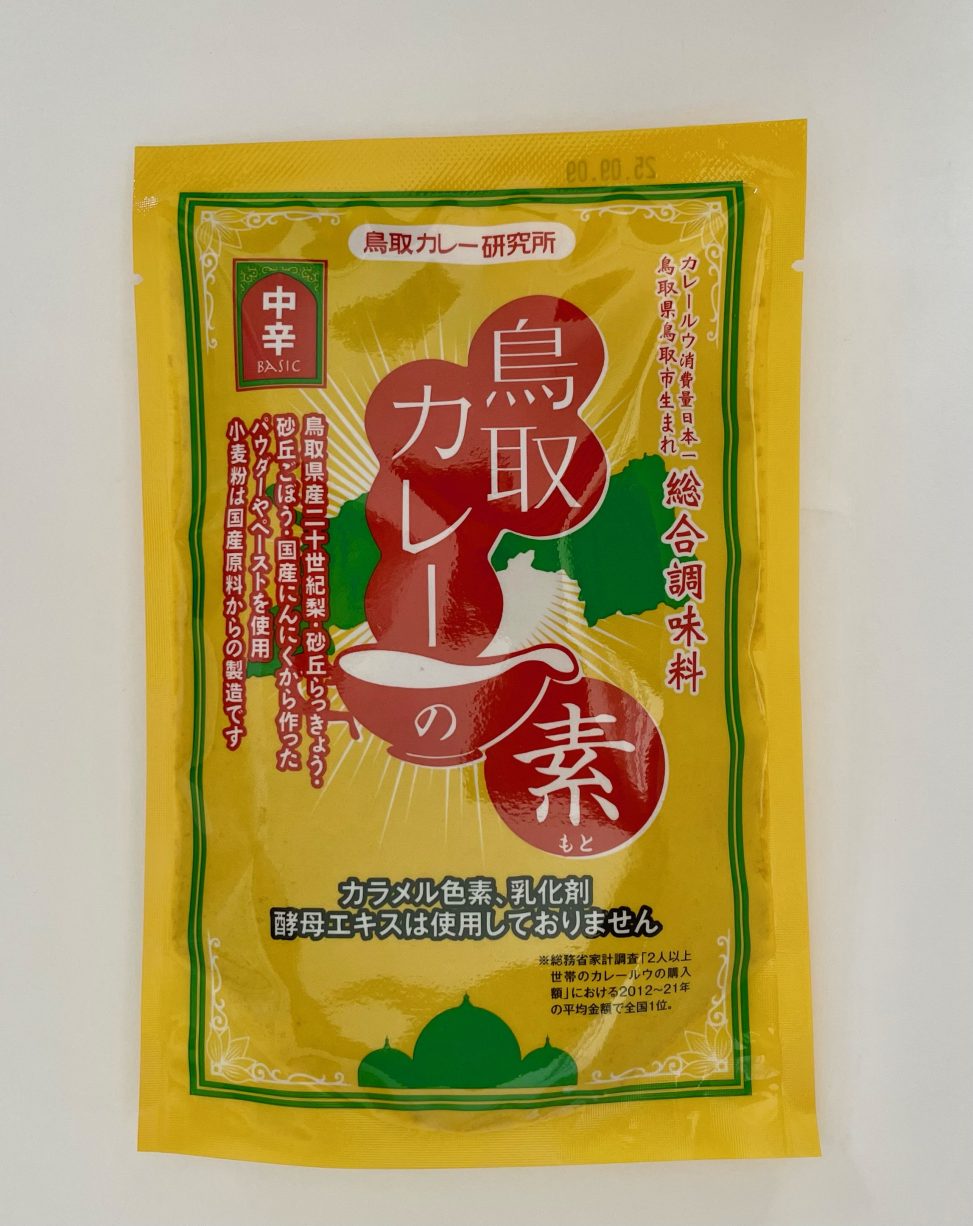 25.09.09
鳥取カレー研究所
カレールウ消費量日本一
鳥取県鳥取市生まれ
総合調味料
中辛
BASIC
鳥取
カレー
の
素
もと
鳥取県産二十世紀梨・砂丘らっきょう・
砂丘ごぼう・国産にんにくから作った
パウダーやペーストを使用
小麦粉は国産原料からの製造です
カラメル色素、乳化剤
酵母エキスは使用しておりません
※総務省家計調査「2人以上
世帯のカレールウの購入
額」における2012～21年
の平均金額で全国1位。